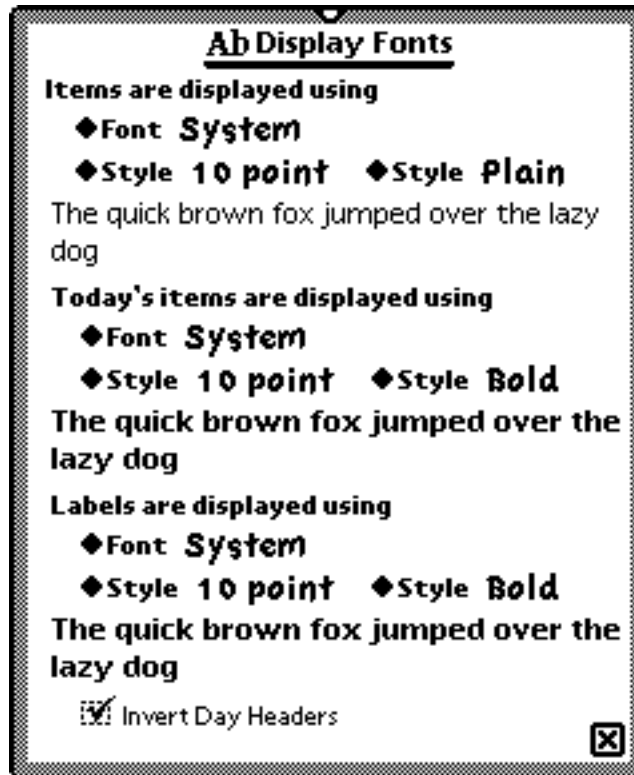 Ab Display Fonts
Items are displayed using
◆Font System
◆Style 10 point ◆Style Plain
The quick brown fox jumped over the lazy
dog
Today's items are displayed using
◆Font System
◆Style 10 point ◆Style Bold
The quick brown fox jumped over the
lazy dog
Labels are displayed using
◆Font System
◆Style 10 point ◆Style Bold
The quick brown fox jumped over the
lazy dog
Invert Day Headers